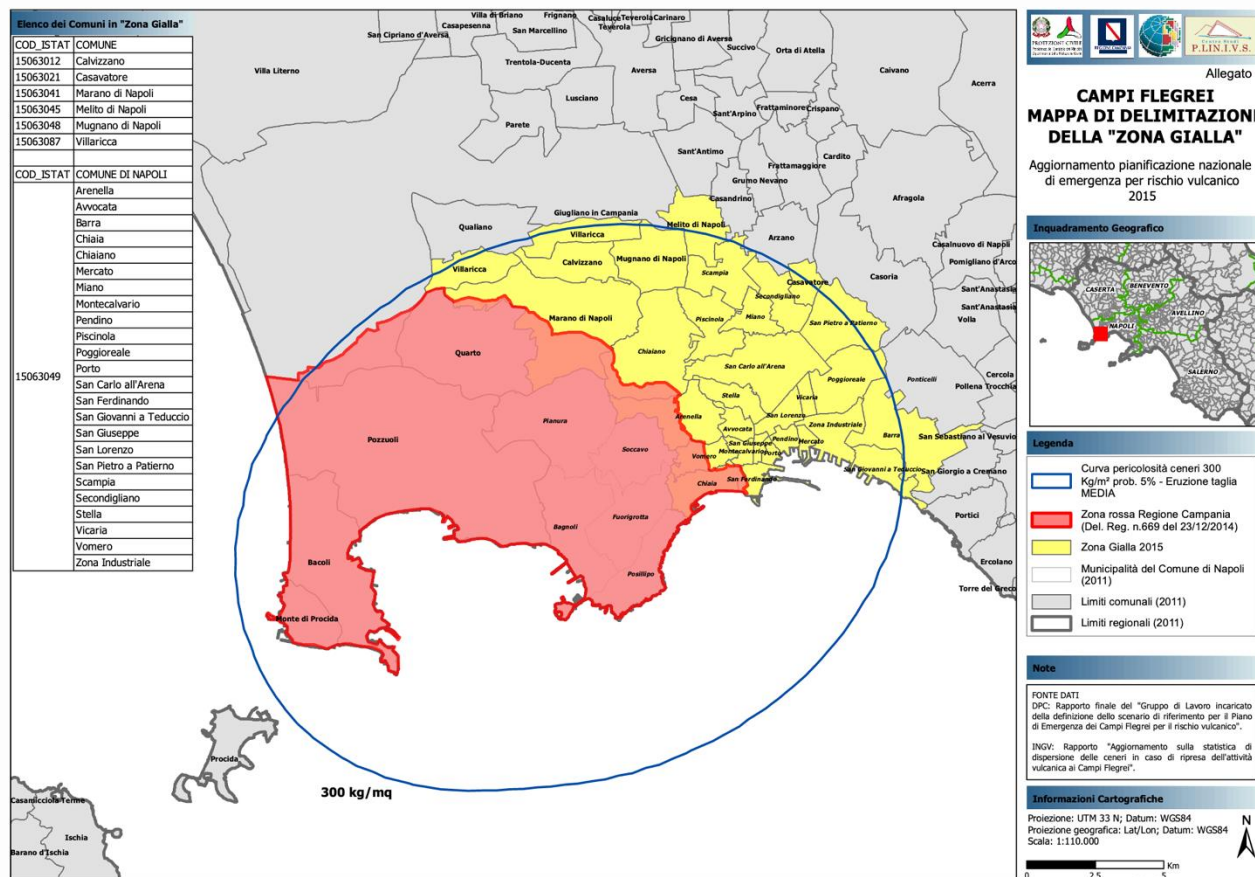 Elenco dei Comuni in "Zona Gialla"
COD_ISTAT COMUNE
15063012 Calvizzano
15063021 Casavatore
15063041 Marano di Napoli
15063045 Melito di Napoli
15063048 Mugnano di Napoli
15063087 Villaricca
COD_ISTAT COMUNE DI NAPOLI
15063049
Arenella
Avvocata
Barra
Chiaia
Chiaiano
Mercato
Miano
Montecalvario
Pendino
Piscinola
Poggioreale
Porto
San Carlo all'Arena
San Ferdinando
San Giovanni a Teduccio
San Giuseppe
San Lorenzo
San Pietro a Patierno
Scampia
Secondigliano
Stella
Vicaria
Vomero
Zona Industriale
Villa di Briano
Frignano
Casaluce
Teverola
Carinaro
Casapesenna
Teverola
San Cipriano d'Aversa
San Marcellino
Gricignano di Aversa
Succivo
Orta di Atella
Villa Literno
Trentola-Ducenta
Aversa
Caivano
Acerra
Lusciano
Cesa
Sant'Arpino
Frattaminore
Crispano
Parete
Sant'Antimo
Cardito
Frattamaggiore
Grumo Nevano
Casandrino
Afragola
Giugliano in Campania
Melito di Napoli
Qualiano
Villaricca
Arzano
Casalnuovo di Napoli
Pomigliano d'Arco
Calvizzano
Mugnano di Napoli
Villaricca
Scampia
Casoria
Casavatore
Sant'Anastasia
Secondigliano
Sant'Anastasia
Volla
Marano di Napoli
Piscinola
Miano
San Pietro a Patierno
Quarto
Chiaiano
San Carlo all'Arena
Poggioreale
Ponticelli
Cercola
Pollena Trocchia
Stella
Vicaria
Pianura
Arenella
San Lorenzo
Zona Industriale
Pozzuoli
Avvocata
Barra
San Sebastiano al Vesuvio
Soccavo
San Giuseppe
Pendino
Mercato
Vomero
Montecalvario
Porto
San Giovanni a Teduccio
San Giorgio a Cremano
Chiaia
San Ferdinando
Fuorigrotta
Portici
Bagnoli
Bacoli
Posillipo
Ercolano
Torre del Greco
Monte di Procida
Procida
300 kg/mq
Casamicciola Terme
Ischia
Barano d'Ischia
PROTEZIONE CIVILE
Centro Studi
P.LIN.I.V.S.
Allegato
CAMPI FLEGREI
MAPPA DI DELIMITAZIONE
DELLA "ZONA GIALLA"
Aggiornamento pianificazione nazionale
di emergenza per rischio vulcanico
2015
Inquadramento Geografico
CASERTA
BENEVENTO
AVELLINO
NAPOLI
SALERNO
Legenda
Curva pericolosità ceneri 300
Kg/m² prob. 5% - Eruzione taglia
MEDIA
Zona rossa Regione Campania
(Del. Reg. n.669 del 23/12/2014)
Zona Gialla 2015
Municipalità del Comune di Napoli
(2011)
Limiti comunali (2011)
Limiti regionali (2011)
Note
FONTE DATI
DPC: Rapporto finale del "Gruppo di Lavoro incaricato
della definizione dello scenario di riferimento per il Piano
di Emergenza dei Campi Flegrei per il rischio vulcanico".
INGV: Rapporto "Aggiornamento sulla statistica di
dispersione delle ceneri in caso di ripresa dell'attività
vulcanica ai Campi Flegrei".
Informazioni Cartografiche
Proiezione: UTM 33 N; Datum: WGS84
Proiezione geografica: Lat/Lon; Datum: WGS84
Scala: 1:110.000
N
Km
0 2,5 5